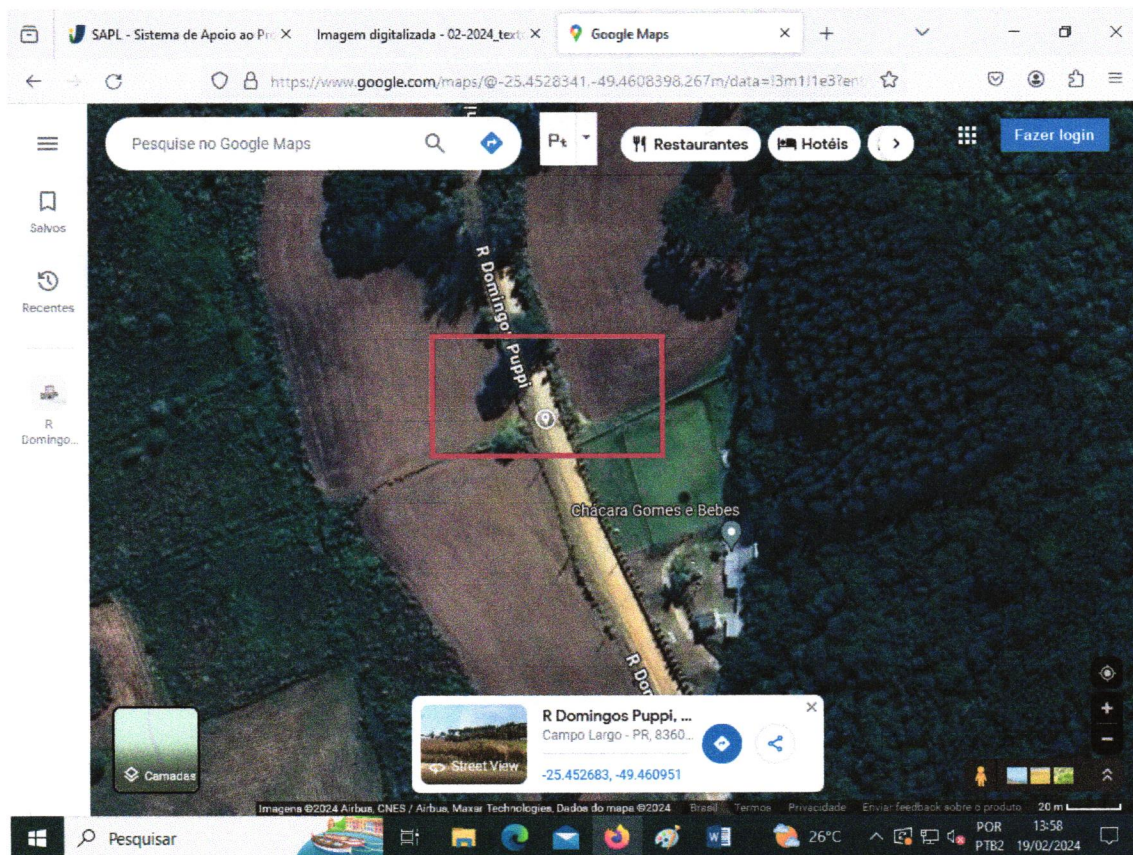 SAPL - Sistema de Apoio ao Pr
Imagem digitalizada - 02-2024_text
Google Maps
https://www.google.com/maps/@-25.4528341,-49.4608398,267m/data=!3m1!1e3?en
Pesquise no Google Maps
Restaurantes
Hotéis
Fazer login
Salvos
Recentes
R
Domingo...
R Domingos Puppi
Chácara Gomes e Bebes
R Dor
R Domingos Puppi, ...
Campo Largo - PR, 8360...
-25.452683, -49.460951
Street View
Camadas
Imagens ©2024 Airbus, CNES / Airbus, Maxar Technologies, Dados do mapa ©2024 Brasil Termos Privacidade Enviar feedback sobre o produto 20 m
Pesquisar
26°C
POR
PTB2
13:58
19/02/2024